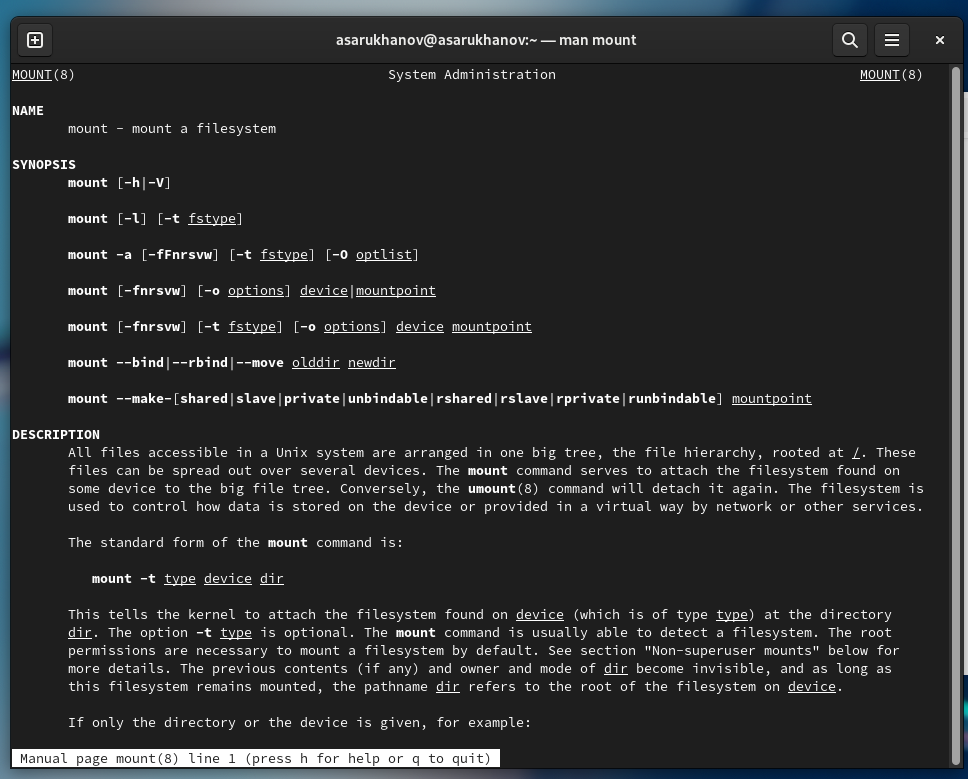 asarukhanov@asarukhanov:~ — man mount
MOUNT(8) System Administration MOUNT(8)
NAME
mount - mount a filesystem
SYNOPSIS
mount [-h|-V]
mount [-l] [-t fstype]
mount -a [-fFnrsvw] [-t fstype] [-O optlist]
mount [-fnrsvw] [-o options] device|mountpoint
mount [-fnrsvw] [-t fstype] [-o options] device mountpoint
mount --bind|--rbind|--move olddir newdir
mount --make-[shared|slave|private|unbindable|rshared|rslave|rprivate|runbindable] mountpoint
DESCRIPTION
All files accessible in a Unix system are arranged in one big tree, the file hierarchy, rooted at /. These
files can be spread out over several devices. The mount command serves to attach the filesystem found on
some device to the big file tree. Conversely, the umount(8) command will detach it again. The filesystem is
used to control how data is stored on the device or provided in a virtual way by network or other services.
The standard form of the mount command is:
mount -t type device dir
This tells the kernel to attach the filesystem found on device (which is of type type) at the directory
dir. The option -t type is optional. The mount command is usually able to detect a filesystem. The root
permissions are necessary to mount a filesystem by default. See section "Non-superuser mounts" below for
more details. The previous contents (if any) and owner and mode of dir become invisible, and as long as
this filesystem remains mounted, the pathname dir refers to the root of the filesystem on device.
If only the directory or the device is given, for example:
Manual page mount(8) line 1 (press h for help or q to quit)